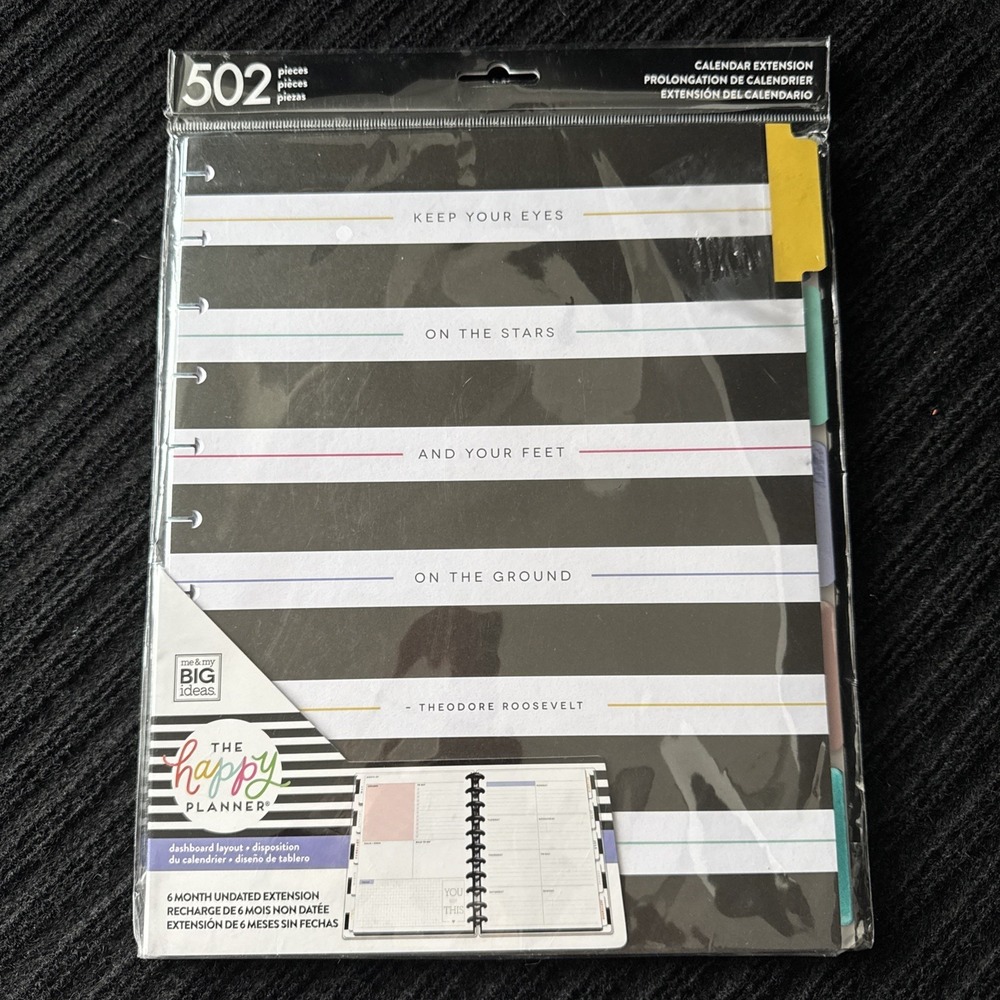 502 pieces
pièces
piezas
CALENDAR EXTENSION
PROLONGATION DE CALENDRIER
EXTENSIÓN DEL CALENDARIO
KEEP YOUR EYES
ON THE STARS
AND YOUR FEET
ON THE GROUND
- THEODORE ROOSEVELT
me & my
BIG
ideas.
THE
happy
PLANNER®
dashboard layout • disposition
du calendrier • diseño de tablero
6 MONTH UNDATED EXTENSION
RECHARGE DE 6 MOIS NON DATÉE
EXTENSIÓN DE 6 MESES SIN FECHAS
YOU
THIS